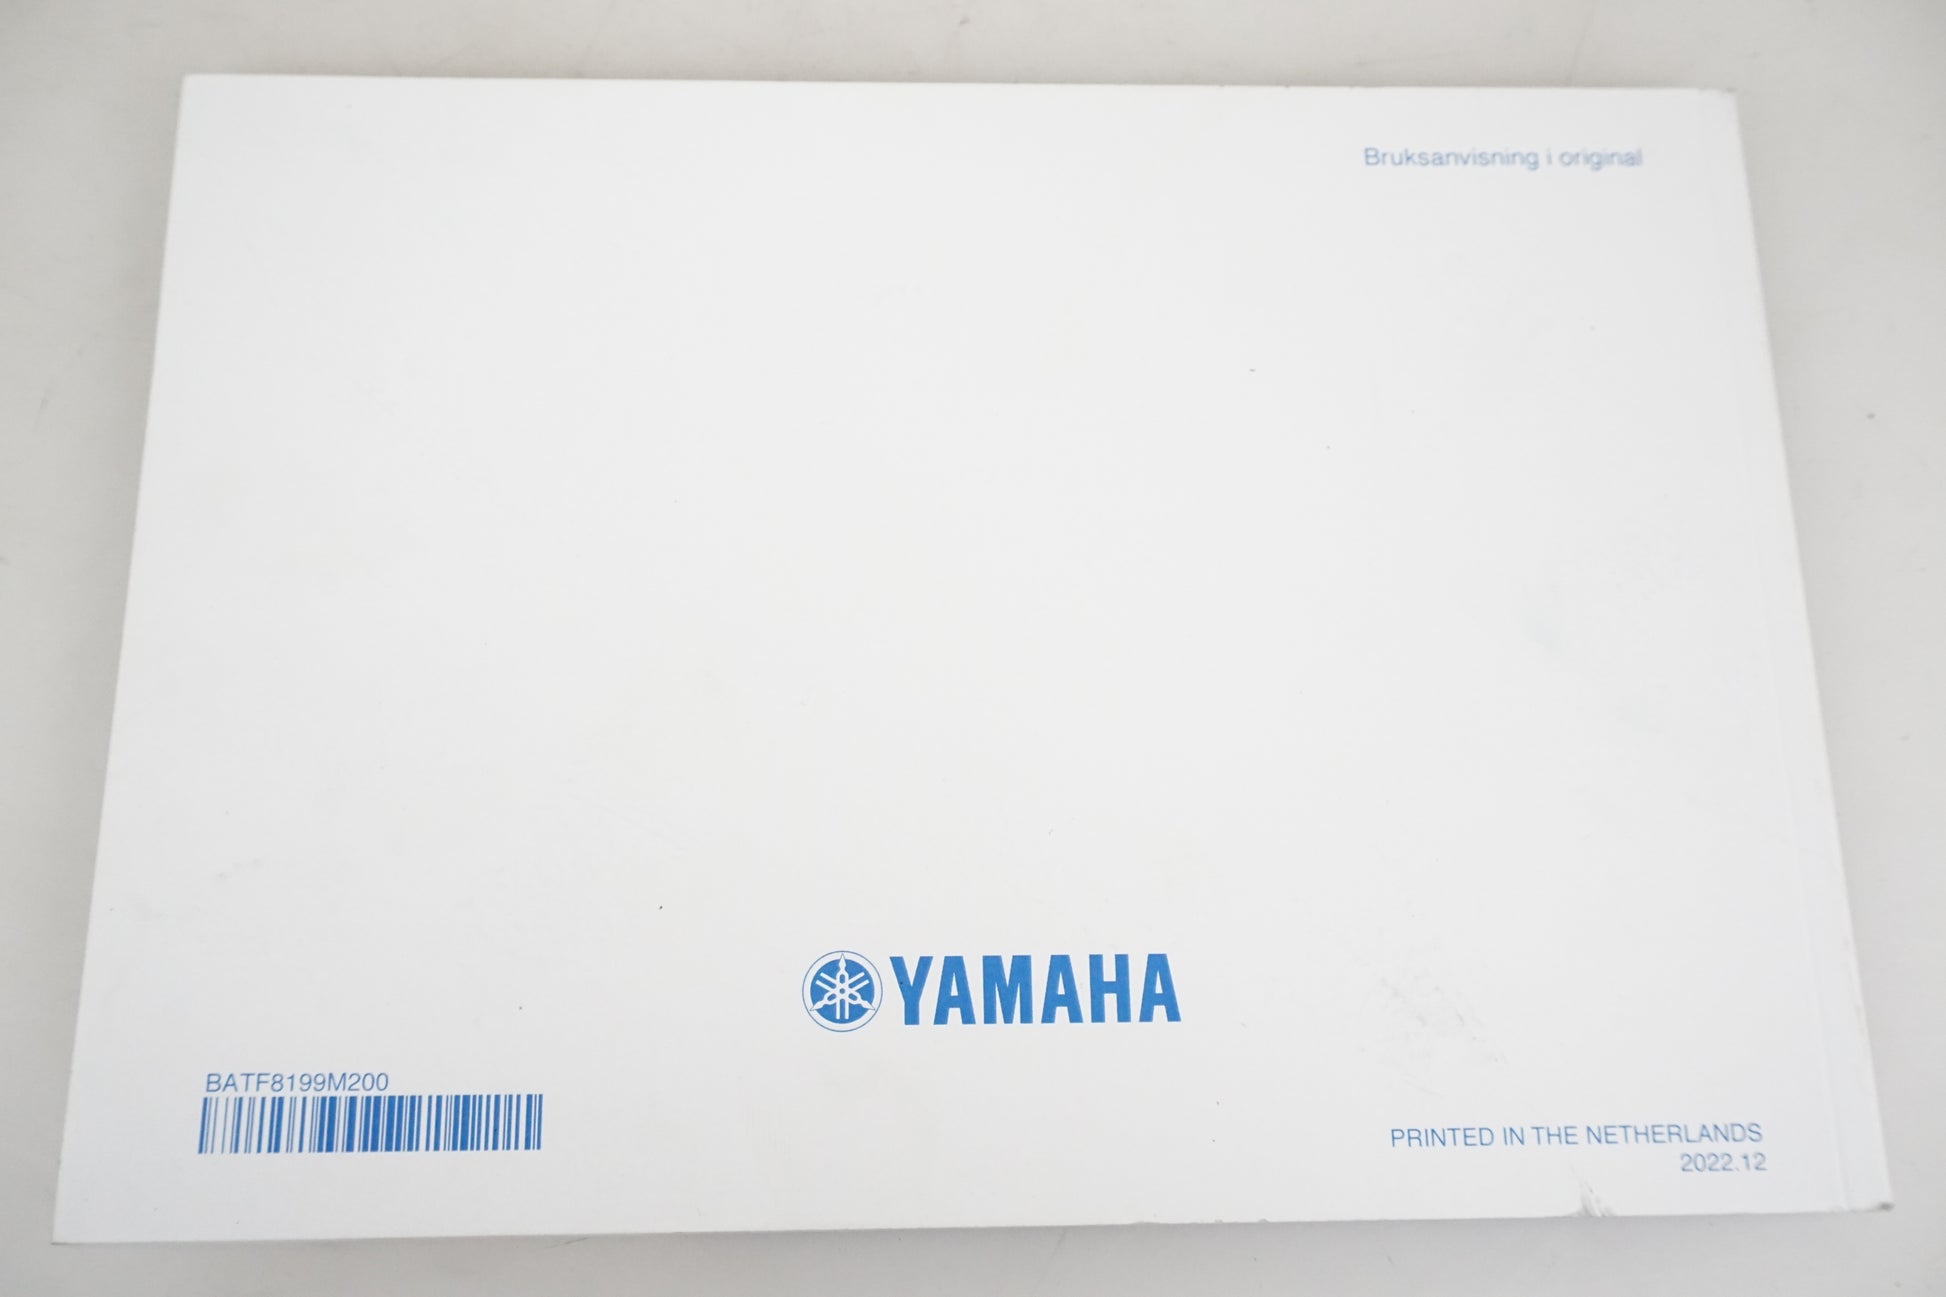 Bruksanvisning i original
YAMAHA
BATF8199M200
PRINTED IN THE NETHERLANDS
2022.12